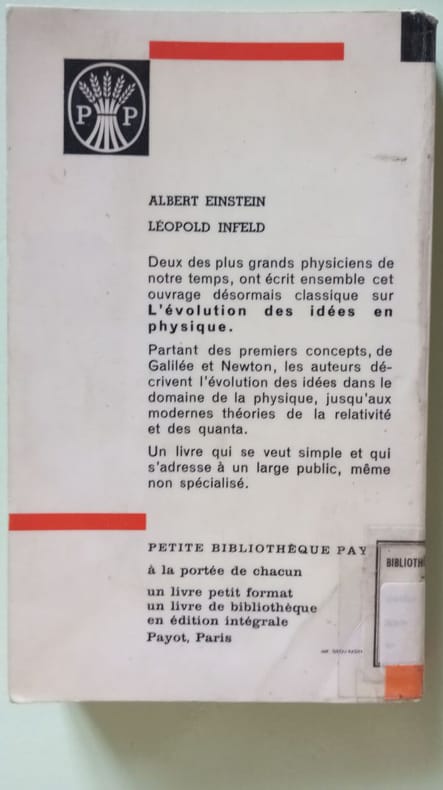 P P
ALBERT EINSTEIN
LÉOPOLD INFELD
Deux des plus grands physiciens de
notre temps, ont écrit ensemble cet
ouvrage désormais classique sur
L'évolution des idées en
physique.
Partant des premiers concepts, de
Galilée et Newton, les auteurs dé-
crivent l'évolution des idées dans le
domaine de la physique, jusqu'aux
modernes théories de la relativité
et des quanta.
Un livre qui se veut simple et qui
s'adresse à un large public, même
non spécialisé.
PETITE BIBLIOTHÈQUE PAY
BIBLIOTH
à la portée de chacun
un livre petit format
un livre de bibliothèque
en édition intégrale
Payot, Paris